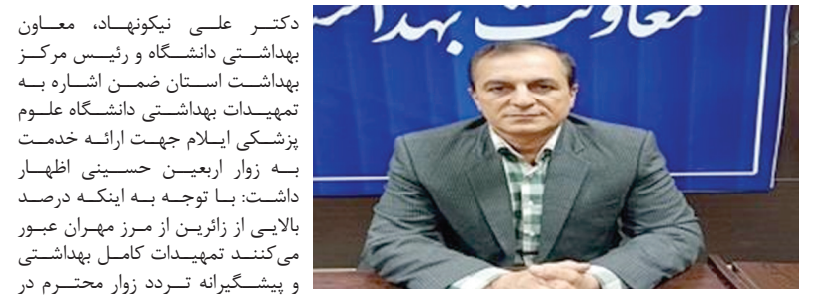 معاونت بهدا
دکتر علی نیکونهاد، معاون
بهداشتی دانشگاه و رئیس مرکز
بهداشت استان ضمن اشاره به
تمهیدات بهداشتی دانشگاه علوم
پزشکی ایلام جهت ارائه خدمت
به زوار اربعین حسینی اظهار
داشت: با توجه به اینکه درصد
بالایی از زائرین از مرز مهران عبور
می‌کنند تمهیدات کامل بهداشتی
و پیشگیرانه تردد زوار محترم در